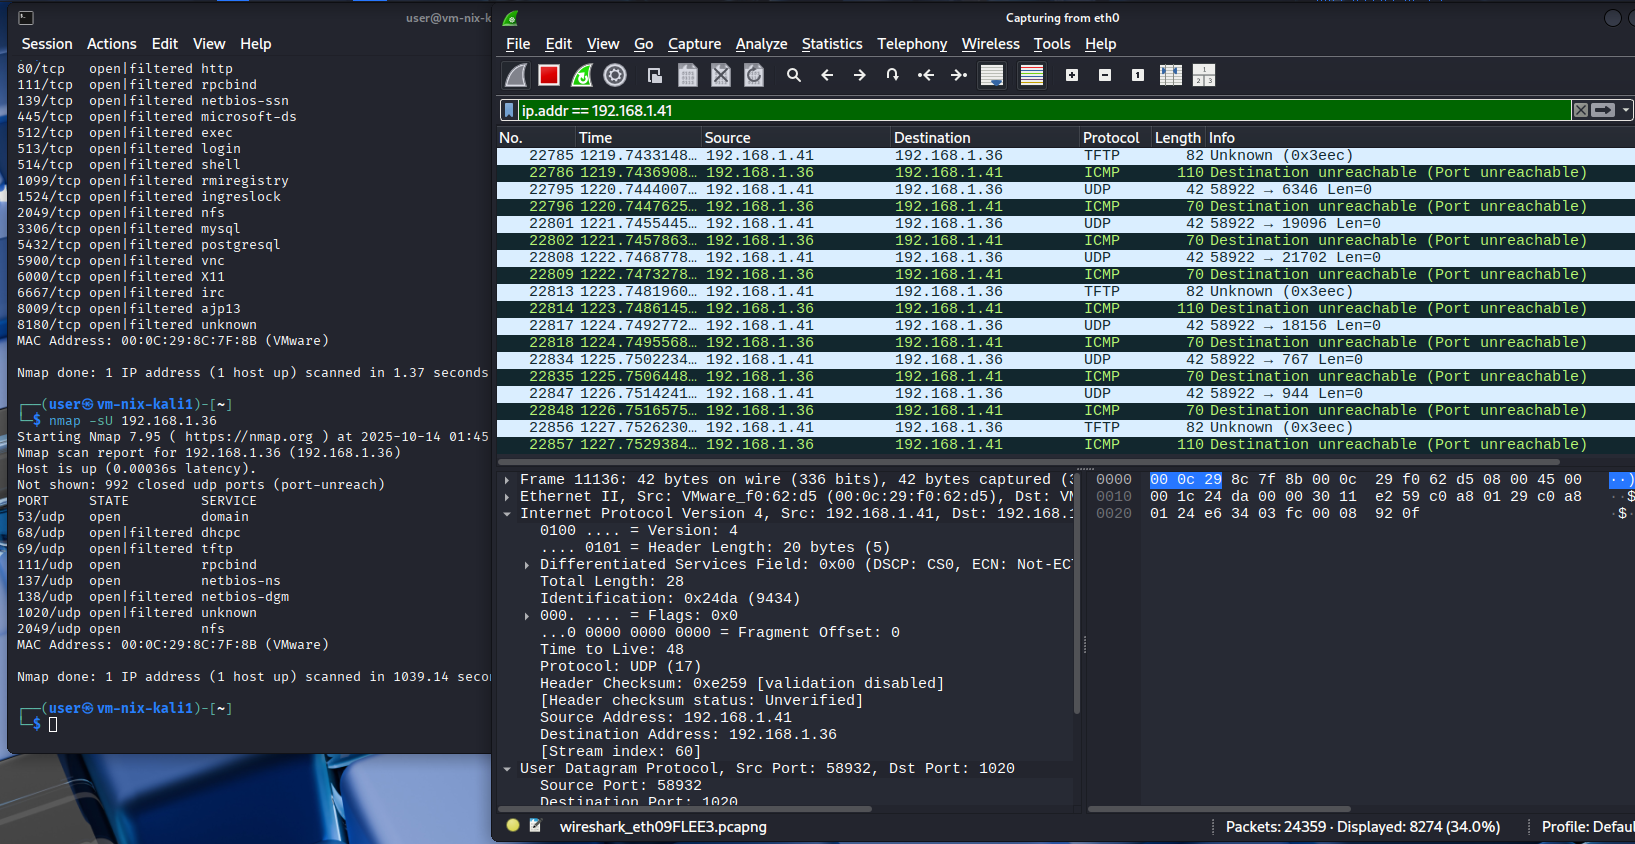 user@vm-nix-k
Session Actions Edit View Help
80/tcp open|filtered http
111/tcp open|filtered rpcbind
139/tcp open|filtered netbios-ssn
445/tcp open|filtered microsoft-ds
512/tcp open|filtered exec
513/tcp open|filtered login
514/tcp open|filtered shell
1099/tcp open|filtered rmiregistry
1524/tcp open|filtered ingreslock
2049/tcp open|filtered nfs
3306/tcp open|filtered mysql
5432/tcp open|filtered postgresql
5900/tcp open|filtered vnc
6000/tcp open|filtered X11
6667/tcp open|filtered irc
8009/tcp open|filtered ajp13
8180/tcp open|filtered unknown
MAC Address: 00:0C:29:8C:7F:8B (VMware)
Nmap done: 1 IP address (1 host up) scanned in 1.37 seconds
(user㉿vm-nix-kali1)-[~]
$ nmap -sU 192.168.1.36
Starting Nmap 7.95 ( https://nmap.org ) at 2025-10-14 01:45
Nmap scan report for 192.168.1.36 (192.168.1.36)
Host is up (0.00036s latency).
Not shown: 992 closed udp ports (port-unreach)
PORT STATE SERVICE
53/udp open domain
68/udp open|filtered dhcpc
69/udp open|filtered tftp
111/udp open rpcbind
137/udp open netbios-ns
138/udp open|filtered netbios-dgm
1020/udp open|filtered unknown
2049/udp open nfs
MAC Address: 00:0C:29:8C:7F:8B (VMware)
Nmap done: 1 IP address (1 host up) scanned in 1039.14 secon
(user㉿vm-nix-kali1)-[~]
$
Capturing from eth0
File Edit View Go Capture Analyze Statistics Telephony Wireless Tools Help
ip.addr == 192.168.1.41
No. Time Source Destination Protocol Length Info
22785 1219.7433148… 192.168.1.41 192.168.1.36 TFTP 82 Unknown (0x3eec)
22786 1219.7436908… 192.168.1.36 192.168.1.41 ICMP 110 Destination unreachable (Port unreachable)
22795 1220.7444007… 192.168.1.41 192.168.1.36 UDP 42 58922 → 6346 Len=0
22796 1220.7447625… 192.168.1.36 192.168.1.41 ICMP 70 Destination unreachable (Port unreachable)
22801 1221.7455445… 192.168.1.41 192.168.1.36 UDP 42 58922 → 19096 Len=0
22802 1221.7457863… 192.168.1.36 192.168.1.41 ICMP 70 Destination unreachable (Port unreachable)
22808 1222.7468778… 192.168.1.41 192.168.1.36 UDP 42 58922 → 21702 Len=0
22809 1222.7473278… 192.168.1.36 192.168.1.41 ICMP 70 Destination unreachable (Port unreachable)
22813 1223.7481960… 192.168.1.41 192.168.1.36 TFTP 82 Unknown (0x3eec)
22814 1223.7486145… 192.168.1.36 192.168.1.41 ICMP 110 Destination unreachable (Port unreachable)
22817 1224.7492772… 192.168.1.41 192.168.1.36 UDP 42 58922 → 18156 Len=0
22818 1224.7495568… 192.168.1.36 192.168.1.41 ICMP 70 Destination unreachable (Port unreachable)
22834 1225.7502234… 192.168.1.41 192.168.1.36 UDP 42 58922 → 767 Len=0
22835 1225.7506448… 192.168.1.36 192.168.1.41 ICMP 70 Destination unreachable (Port unreachable)
22847 1226.7514241… 192.168.1.41 192.168.1.36 UDP 42 58922 → 944 Len=0
22848 1226.7516575… 192.168.1.36 192.168.1.41 ICMP 70 Destination unreachable (Port unreachable)
22856 1227.7526230… 192.168.1.41 192.168.1.36 TFTP 82 Unknown (0x3eec)
22857 1227.7529384… 192.168.1.36 192.168.1.41 ICMP 110 Destination unreachable (Port unreachable)
Frame 11136: 42 bytes on wire (336 bits), 42 bytes captured (3
Ethernet II, Src: VMware_f0:62:d5 (00:0c:29:f0:62:d5), Dst: VM
Internet Protocol Version 4, Src: 192.168.1.41, Dst: 192.168.1
0100 .... = Version: 4
.... 0101 = Header Length: 20 bytes (5)
Differentiated Services Field: 0x00 (DSCP: CS0, ECN: Not-ECT
Total Length: 28
Identification: 0x24da (9434)
000. .... = Flags: 0x0
...0 0000 0000 0000 = Fragment Offset: 0
Time to Live: 48
Protocol: UDP (17)
Header Checksum: 0xe259 [validation disabled]
[Header checksum status: Unverified]
Source Address: 192.168.1.41
Destination Address: 192.168.1.36
[Stream index: 60]
User Datagram Protocol, Src Port: 58932, Dst Port: 1020
Source Port: 58932
Destination Port: 1020
0000 00 0c 29 8c 7f 8b 00 0c 29 f0 62 d5 08 00 45 00 ··)
0010 00 1c 24 da 00 00 30 11 e2 59 c0 a8 01 29 c0 a8 ··$
0020 01 24 e6 34 03 fc 00 08 92 0f ·$·
wireshark_eth09FLEE3.pcapng
Packets: 24359 · Displayed: 8274 (34.0%)
Profile: Defau